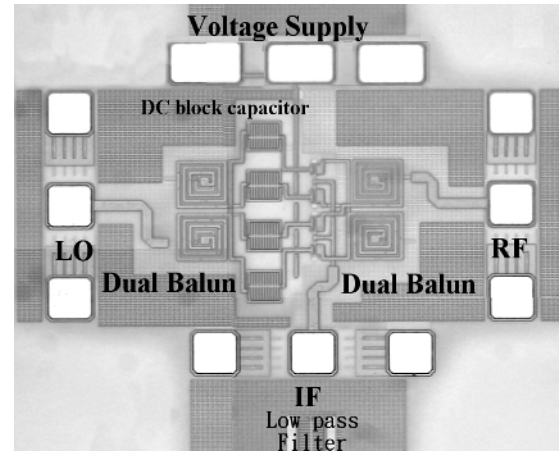 Voltage Supply
DC block capacitor
LO
RF
Dual Balun
Dual Balun
IF
Low pass
Filter